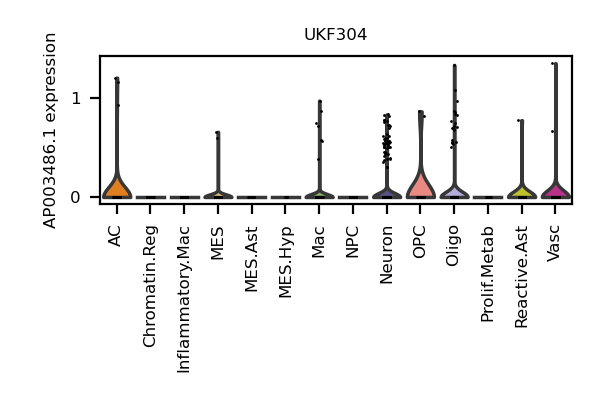 UKF304
AP003486.1 expression
1
0
AC
Chromatin.Reg
Inflammatory.Mac
MES
MES.Ast
MES.Hyp
Mac
NPC
Neuron
OPC
Oligo
Prolif.Metab
Reactive.Ast
Vasc